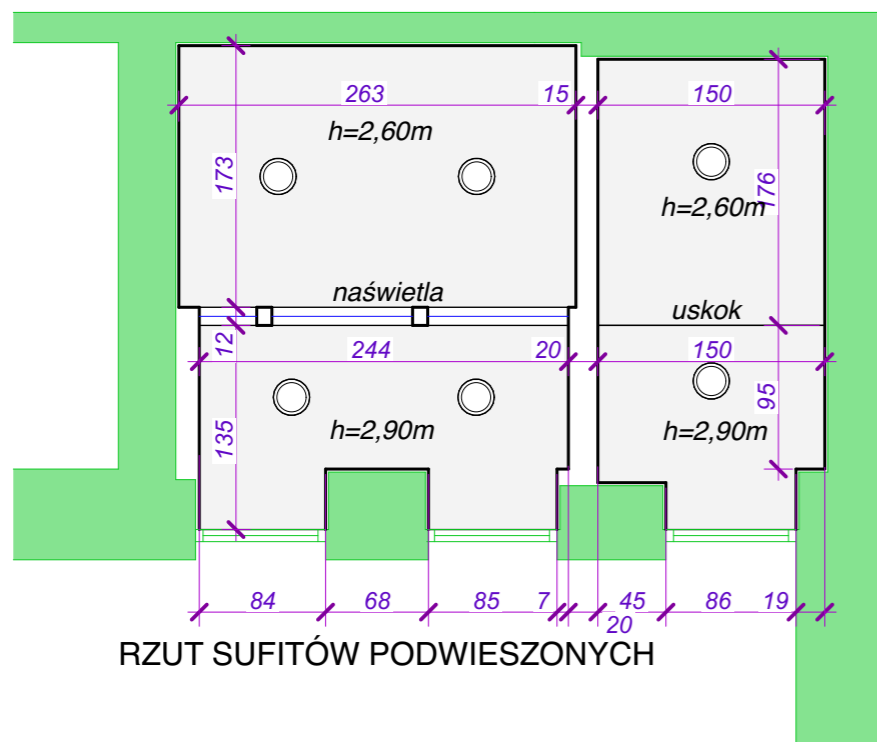 263 15 150
h=2,60m
173
176
h=2,60m
naświetla
uskok
12
244 20 150
135
95
h=2,90m
h=2,90m
84 68 85 7 45 86 19
20
RZUT SUFITÓW PODWIESZONYCH